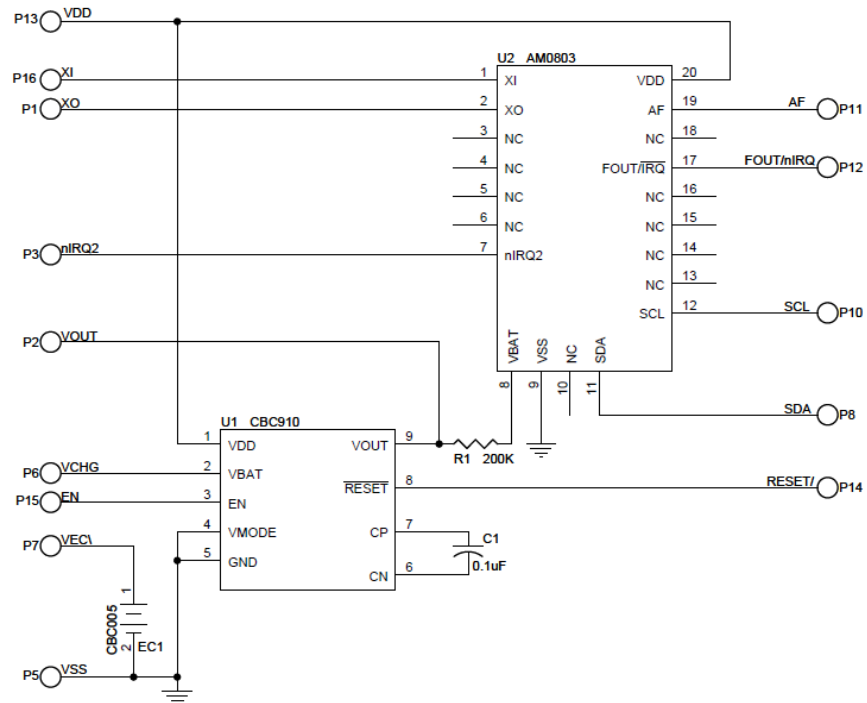 P13 VDD
U2 AM0803
P16 XI 1 XI VDD 20
P1 XO 2 XO AF 19 AF P11
3 NC NC 18
4 NC FOUT/IRQ 17 FOUT/nIRQ P12
5 NC NC 16
6 NC NC 15
P3 nIRQ2 7 nIRQ2 NC 14
NC 13
SCL 12 SCL P10
P2 VOUT
VBAT VSS NC SDA
8 9 10 11
SDA P8
U1 CBC910
1 VDD VOUT 9
R1 200K
P6 VCHG 2 VBAT
RESET 8 RESET/ P14
P15 EN 3 EN
4 VMODE CP 7
P7 VEC\
C1
0.1uF
5 GND
CN 6
1
CBC005
2 EC1
P5 VSS